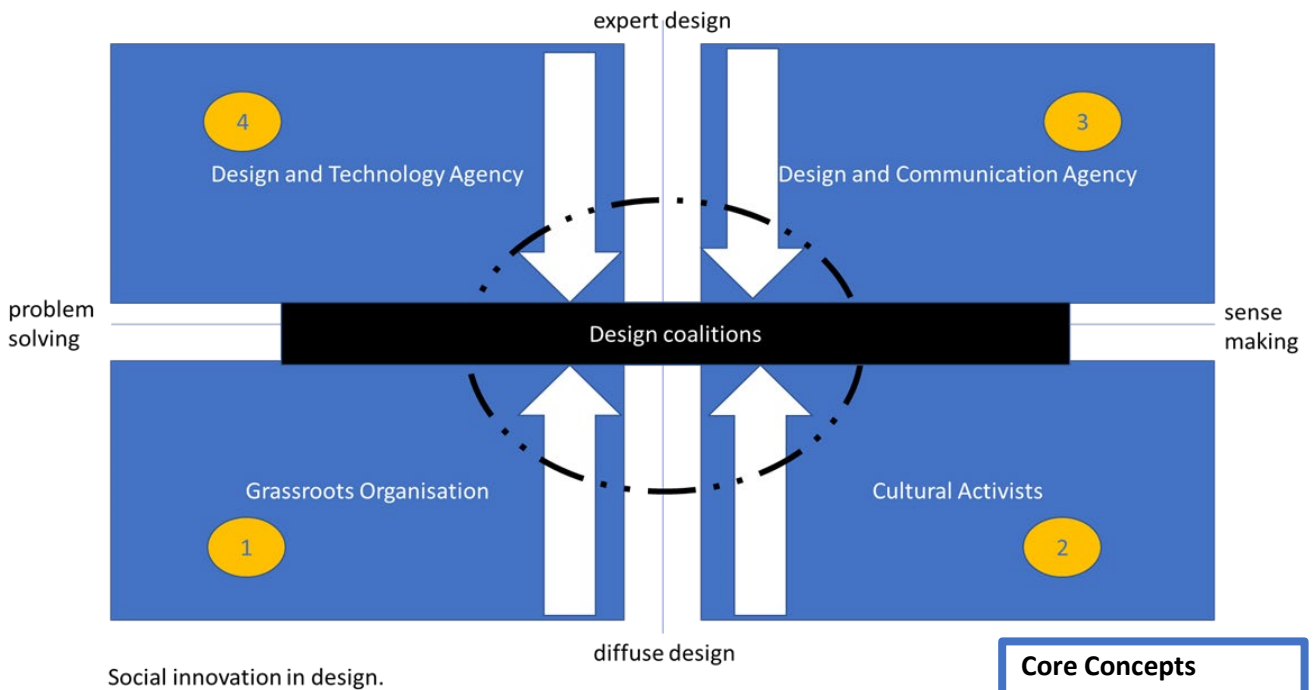 expert design
4
3
Design and Technology Agency
Design and Communication Agency
problem
solving
Design coalitions
sense
making
Grassroots Organisation
Cultural Activists
1
2
diffuse design
Social innovation in design.
Core Concepts